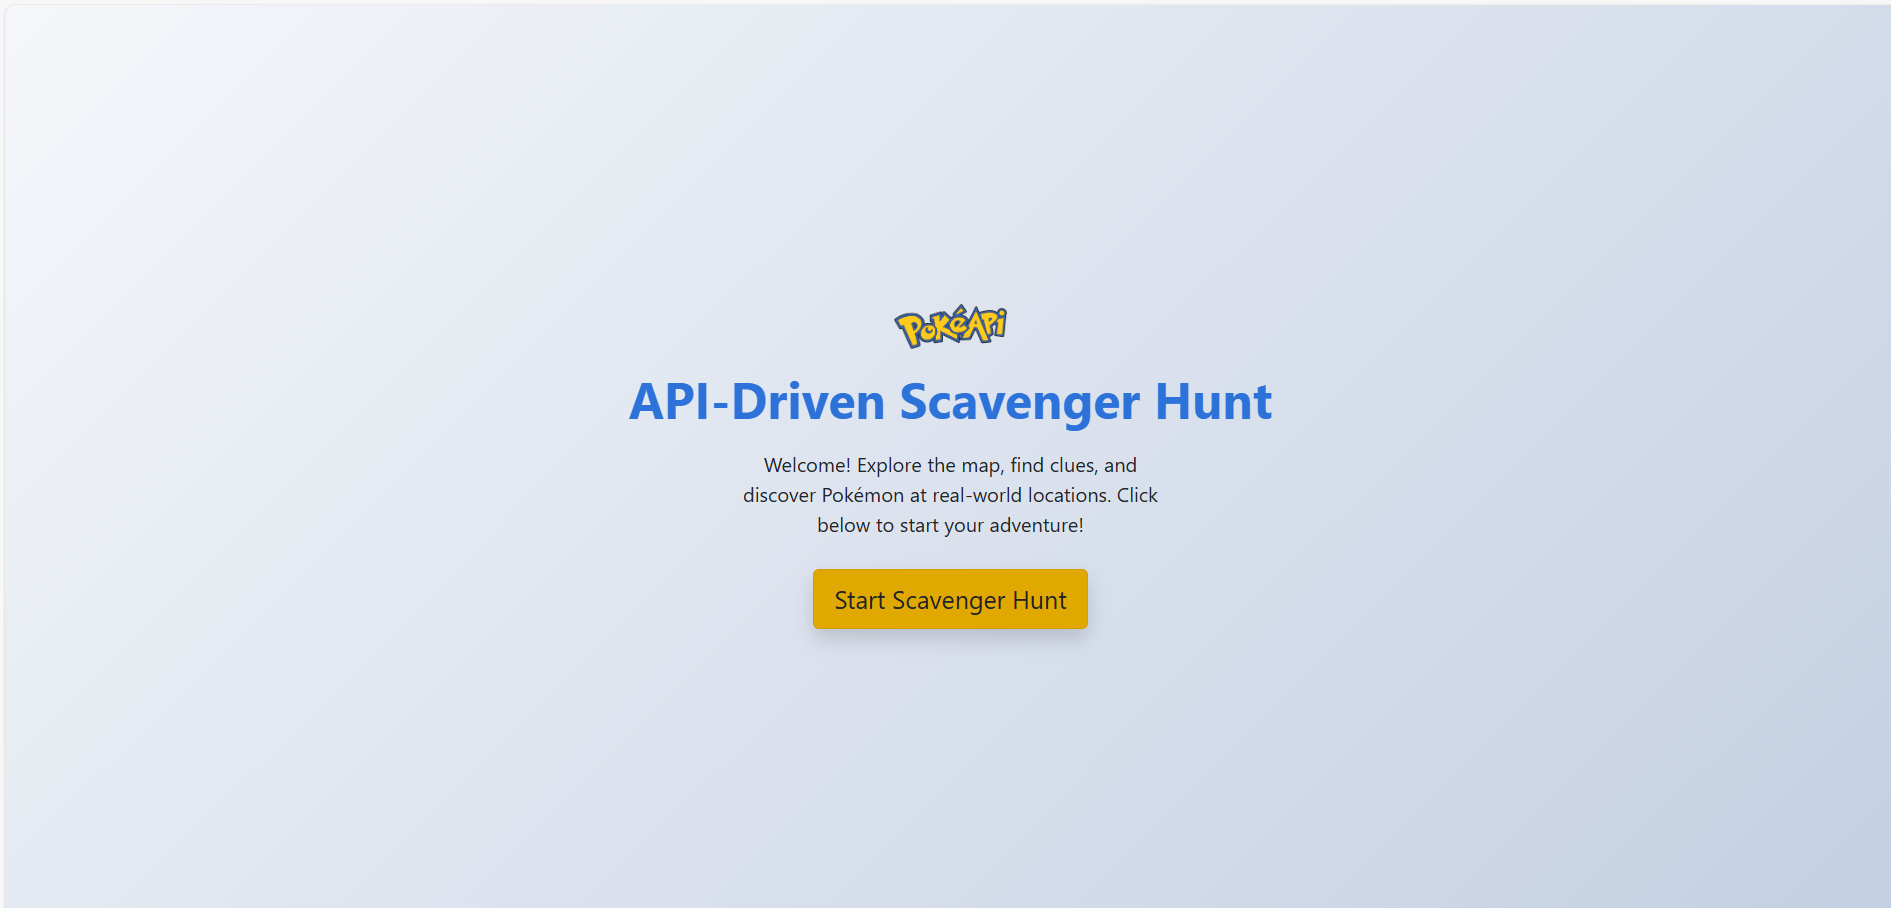 PokéApi
API-Driven Scavenger Hunt
Welcome! Explore the map, find clues, and
discover Pokémon at real-world locations. Click
below to start your adventure!
Start Scavenger Hunt